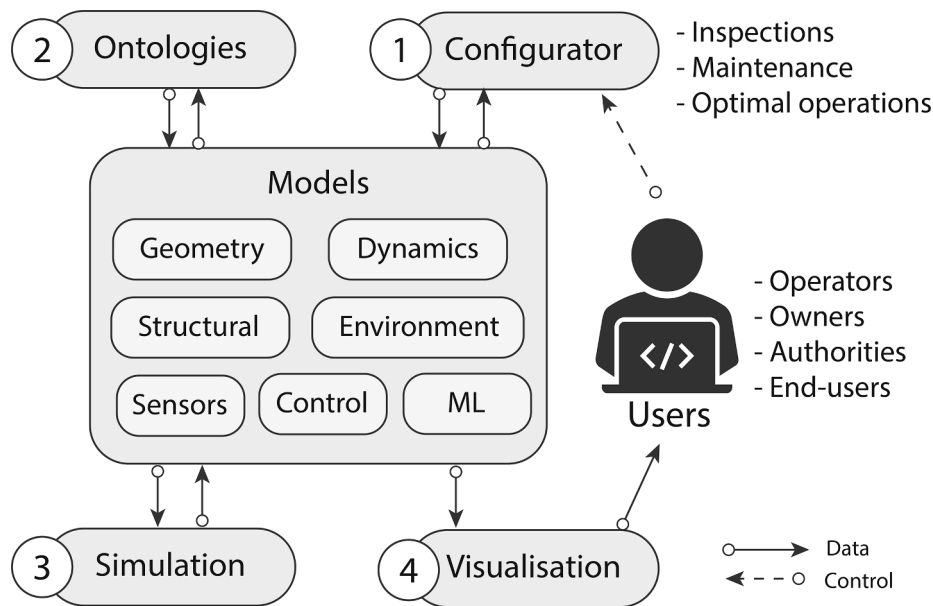 2 Ontologies
1 Configurator
- Inspections
- Maintenance
- Optimal operations
Models
Geometry
Dynamics
Structural
Environment
Sensors
Control
ML
</>
Users
- Operators
- Owners
- Authorities
- End-users
3 Simulation
4 Visualisation
Data
Control